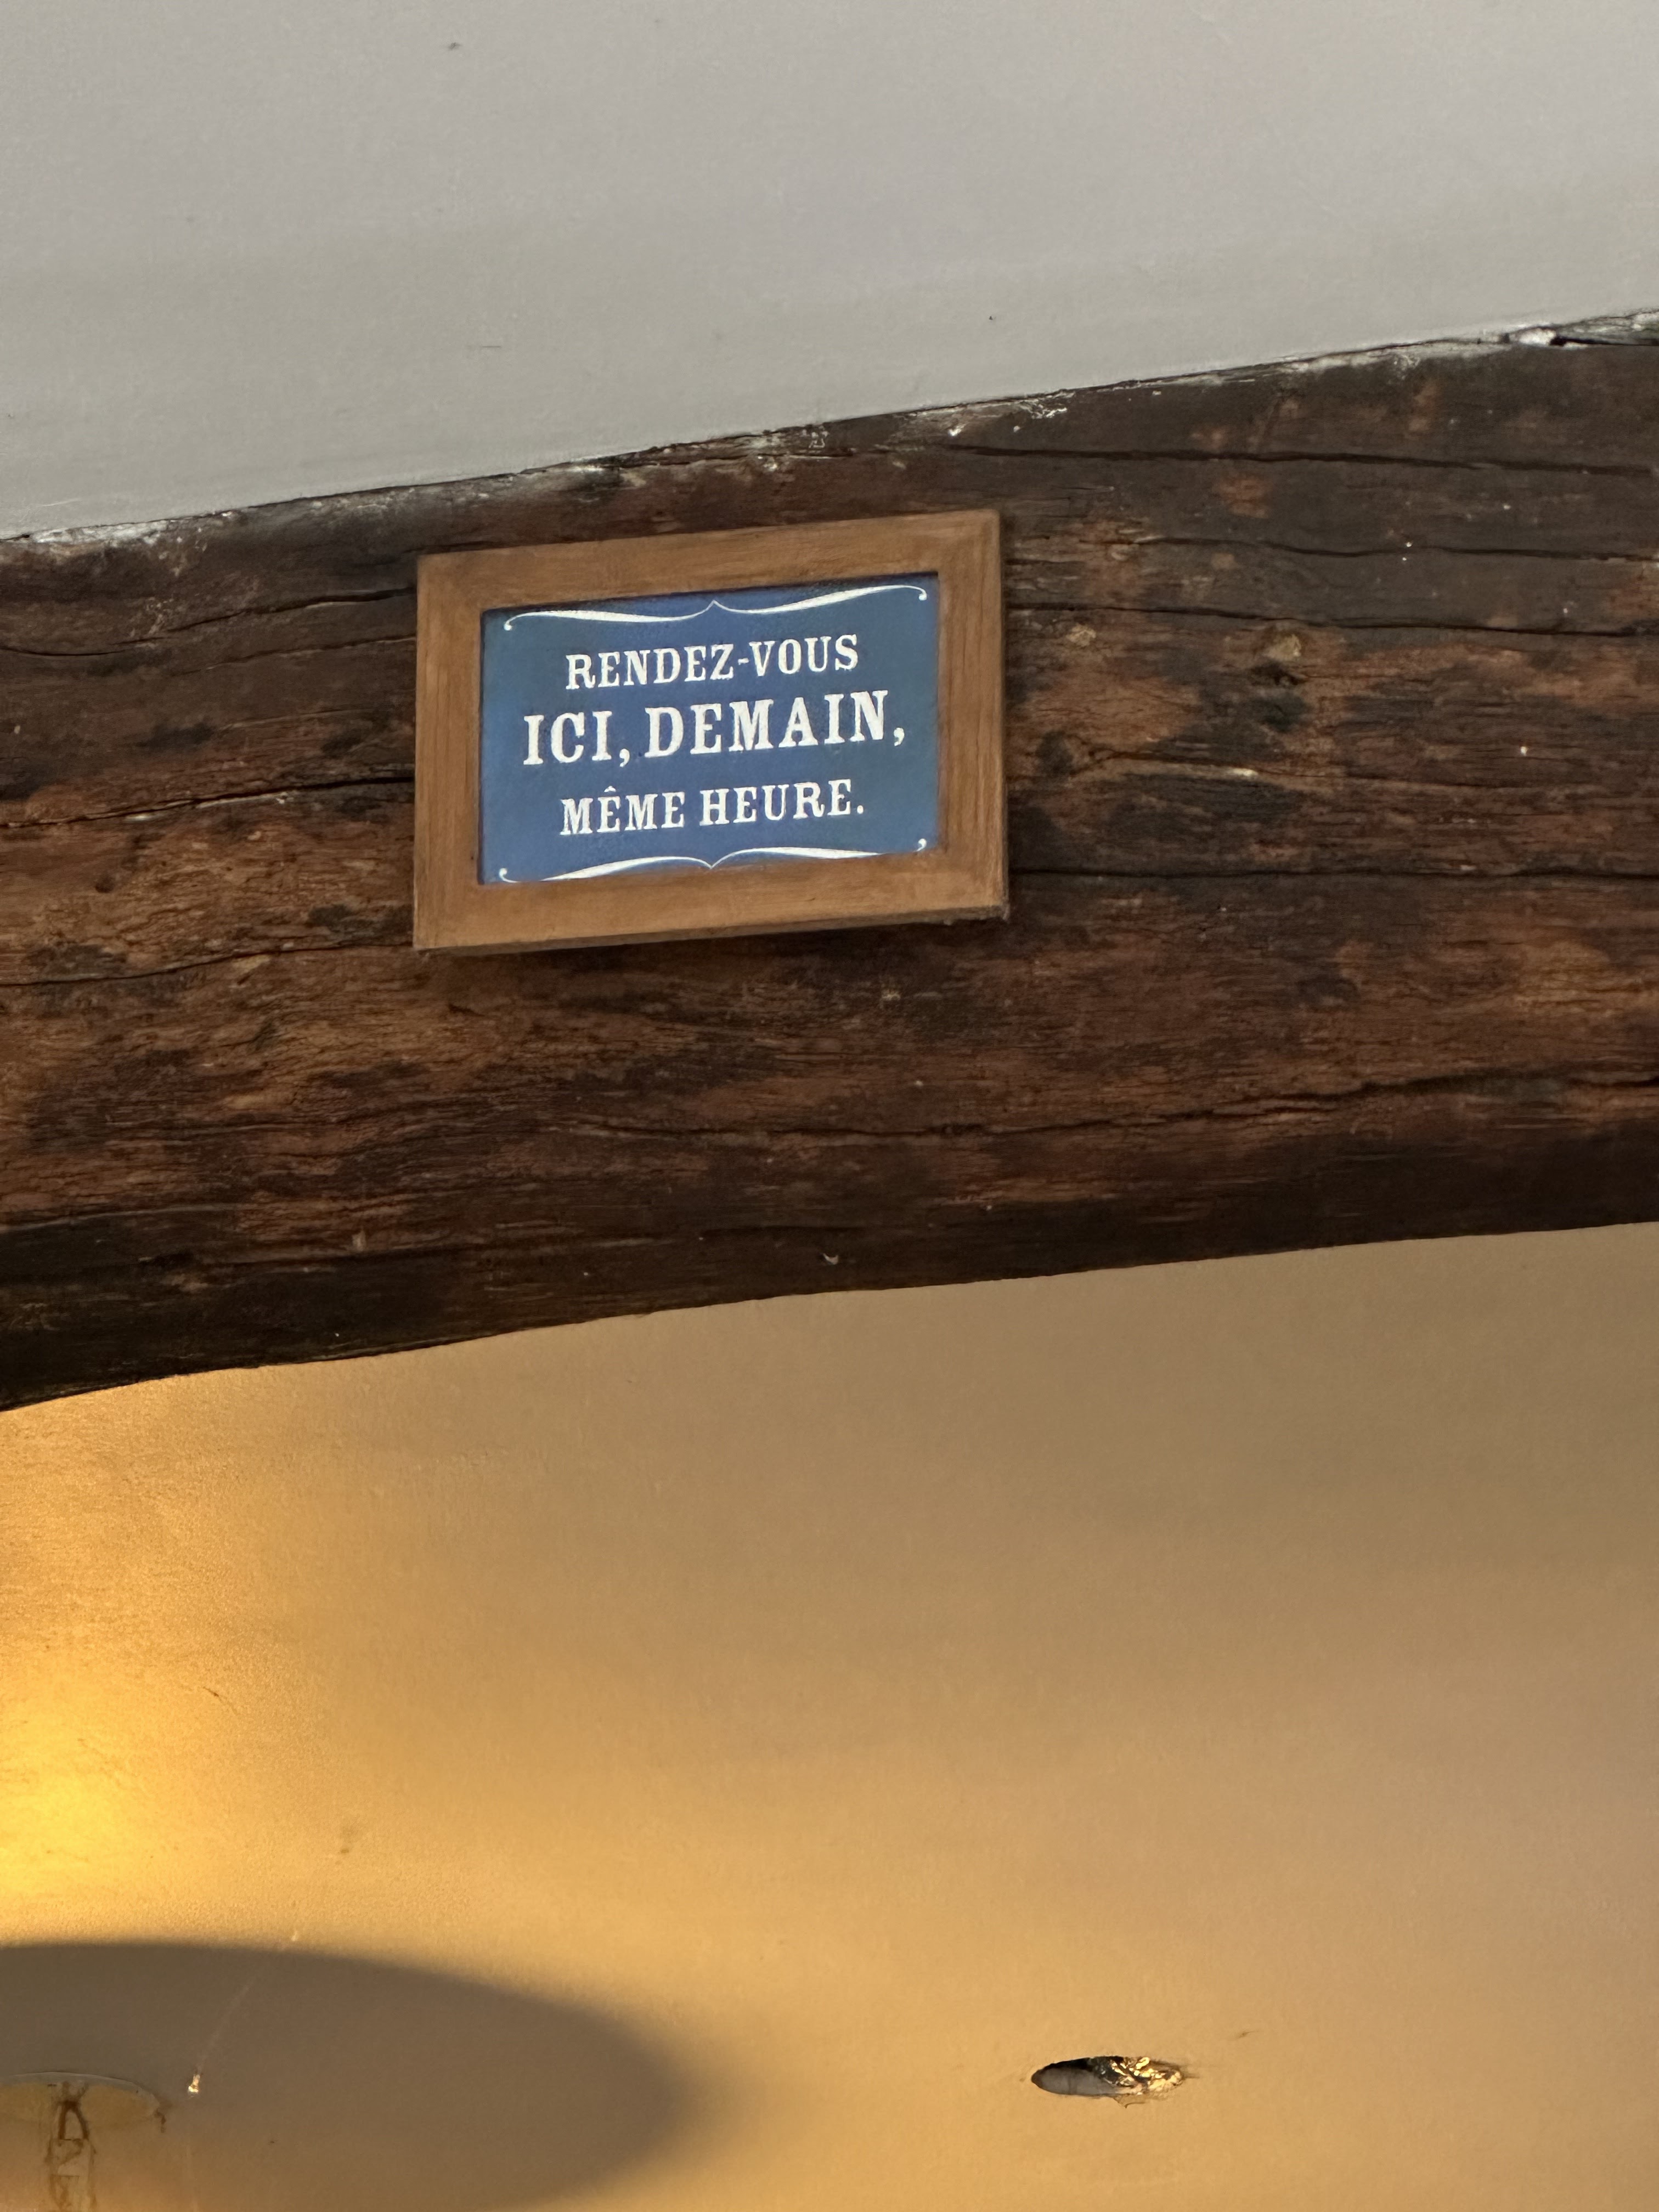 RENDEZ-VOUS
ICI, DEMAIN,
MÊME HEURE.